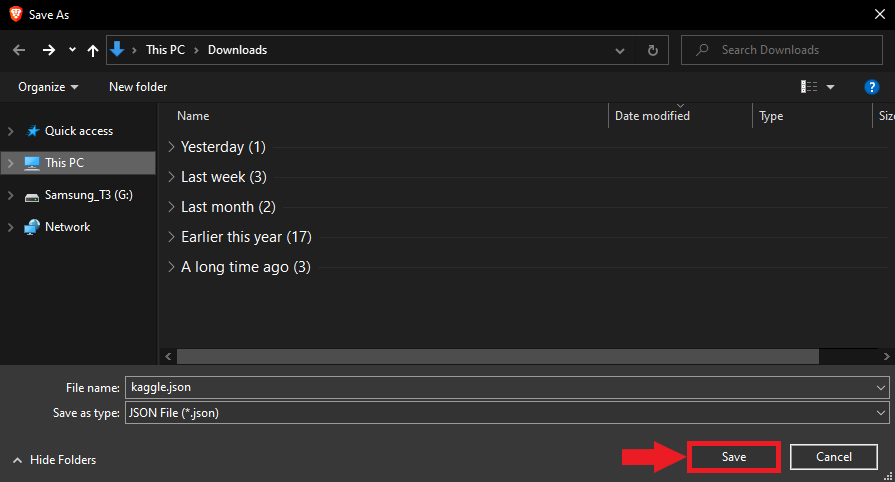 Save As
This PC > Downloads
Search Downloads
Organize
New folder
?
Name
Date modified
Type
Siz
Quick access
This PC
Samsung_T3 (G:)
Network
Yesterday (1)
Last week (3)
Last month (2)
Earlier this year (17)
A long time ago (3)
File name: kaggle.json
Save as type: JSON File (*.json)
Hide Folders
Save
Cancel